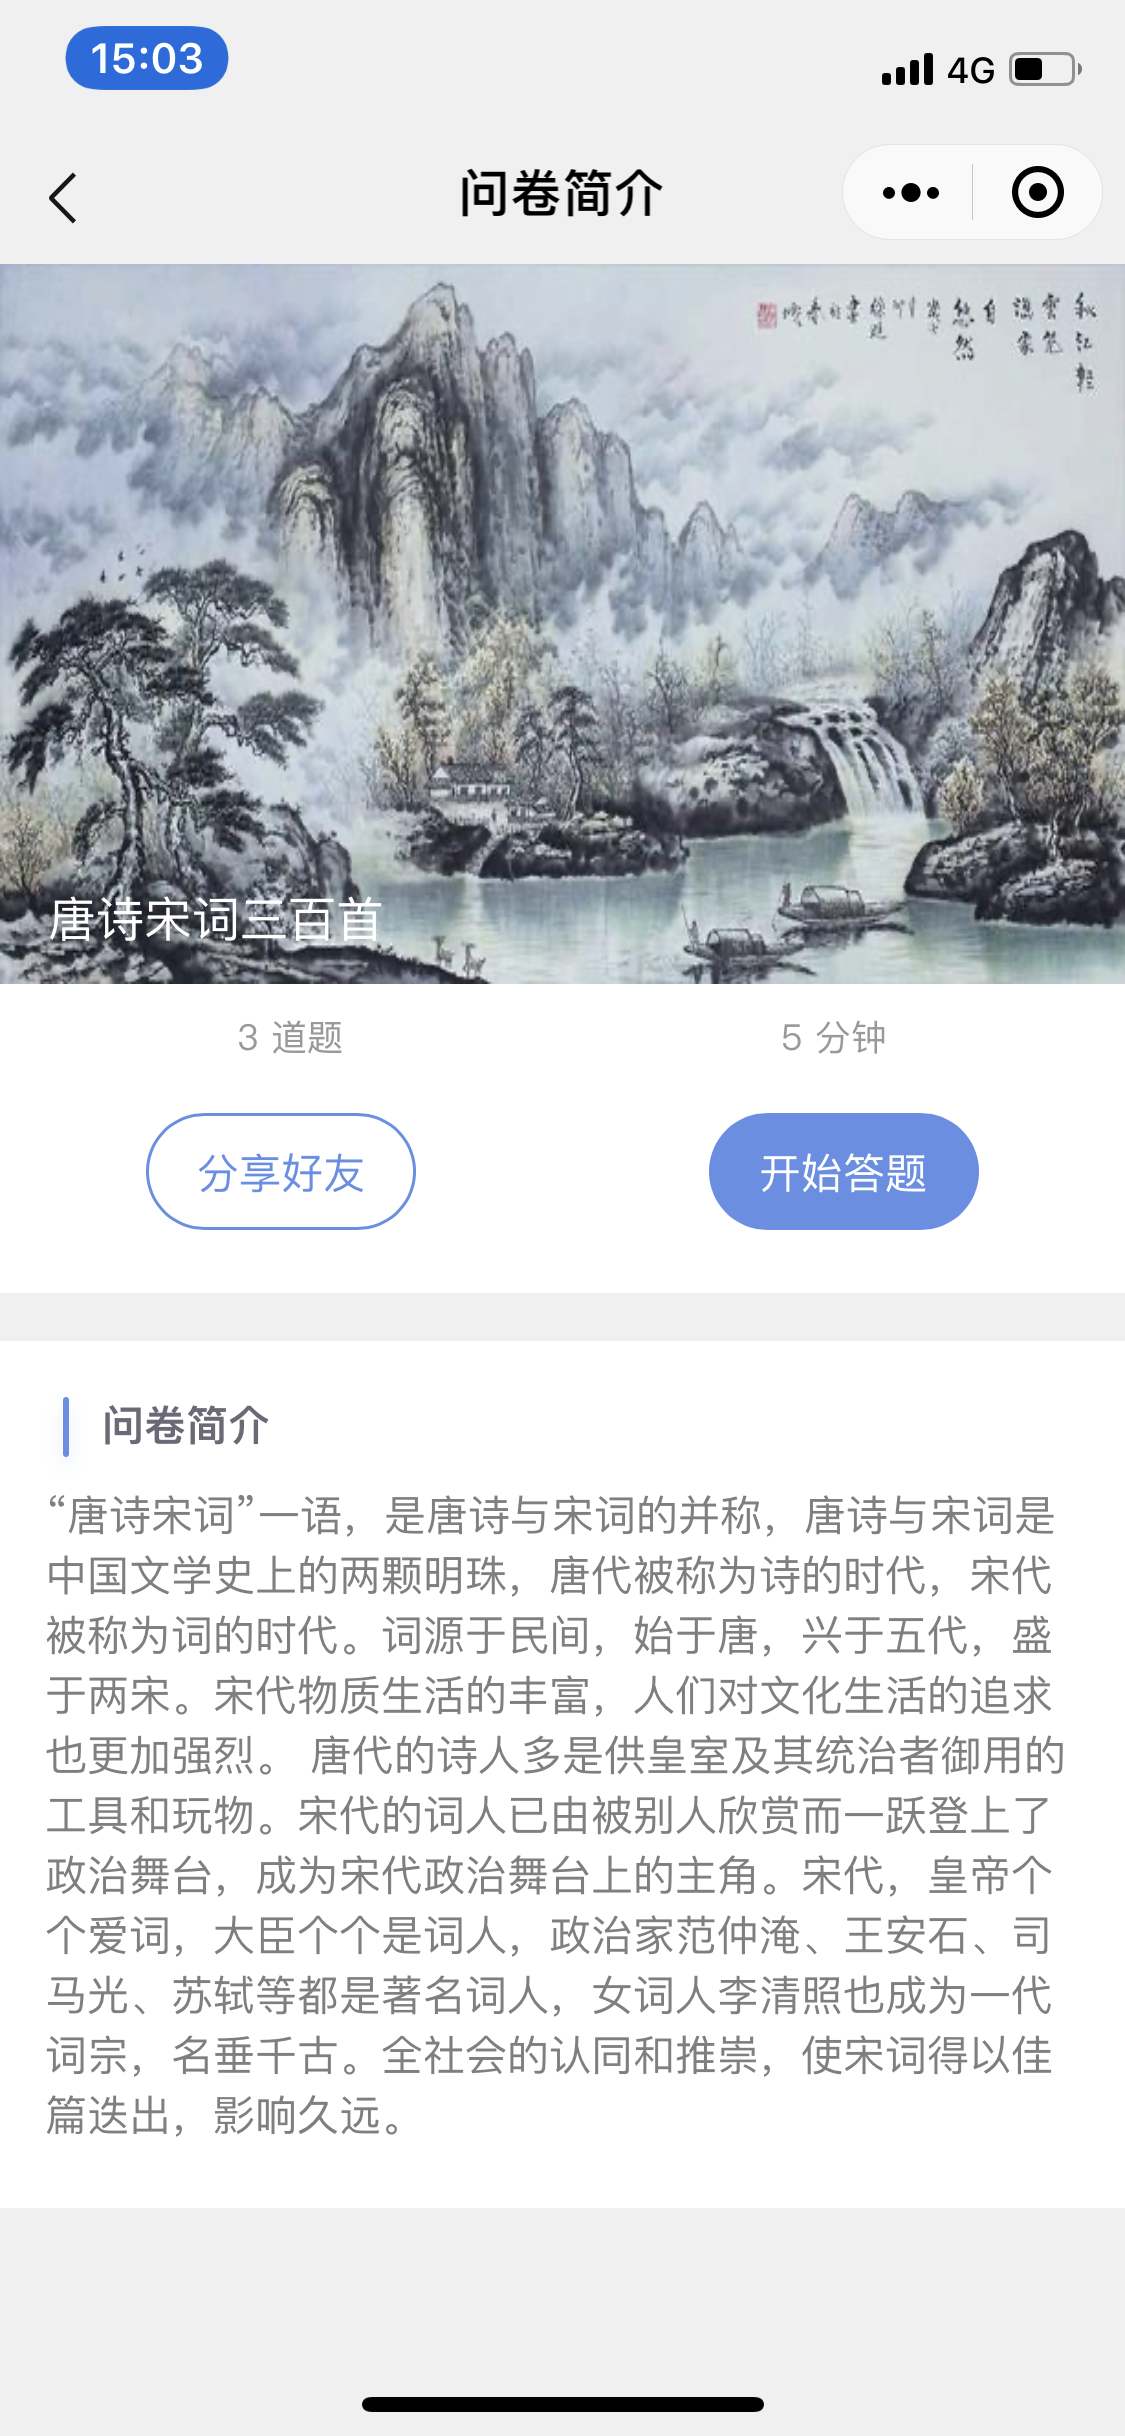 15:03
4G
问卷简介
唐诗宋词三百首
3 道题
5 分钟
分享好友
开始答题
问卷简介
“唐诗宋词”一语，是唐诗与宋词的并称，唐诗与宋词是
中国文学史上的两颗明珠，唐代被称为诗的时代，宋代
被称为词的时代。词源于民间，始于唐，兴于五代，盛
于两宋。宋代物质生活的丰富，人们对文化生活的追求
也更加强烈。 唐代的诗人多是供皇室及其统治者御用的
工具和玩物。宋代的词人已由被别人欣赏而一跃登上了
政治舞台，成为宋代政治舞台上的主角。宋代，皇帝个
个爱词，大臣个个是词人，政治家范仲淹、王安石、司
马光、苏轼等都是著名词人，女词人李清照也成为一代
词宗，名垂千古。全社会的认同和推崇，使宋词得以佳
篇迭出，影响久远。